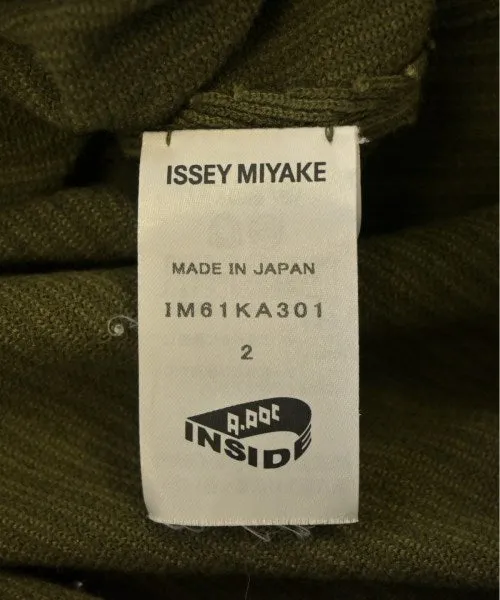 ISSEY MIYAKE
MADE IN JAPAN
IM61KA301
2
A.POC
INSIDE